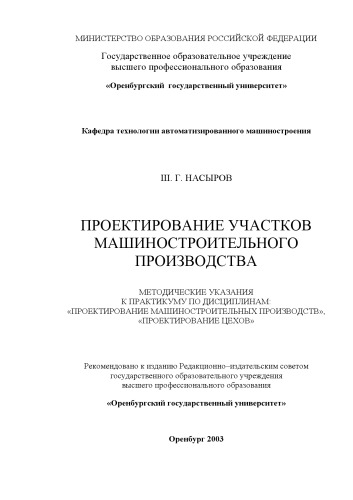 МИНИСТЕРСТВО ОБРАЗОВАНИЯ РОССИЙСКОЙ ФЕДЕРАЦИИ
Государственное образовательное учреждение
высшего профессионального образования
«Оренбургский государственный университет»
Кафедра технологии автоматизированного машиностроения
Ш. Г. НАСЫРОВ
ПРОЕКТИРОВАНИЕ УЧАСТКОВ
МАШИНОСТРОИТЕЛЬНОГО
ПРОИЗВОДСТВА
МЕТОДИЧЕСКИЕ УКАЗАНИЯ
К ПРАКТИКУМУ ПО ДИСЦИПЛИНАМ
«ПРОЕКТИРОВАНИЕ МАШИНОСТРОИТЕЛЬНЫХ ПРОИЗВОДСТВ»,
«ПРОЕКТИРОВАНИЕ ЦЕХОВ»
Рекомендовано к изданию Редакционно–издательским советом
государственного образовательного учреждения
высшего профессионального образования
«Оренбургский государственный университет»
Оренбург 2003